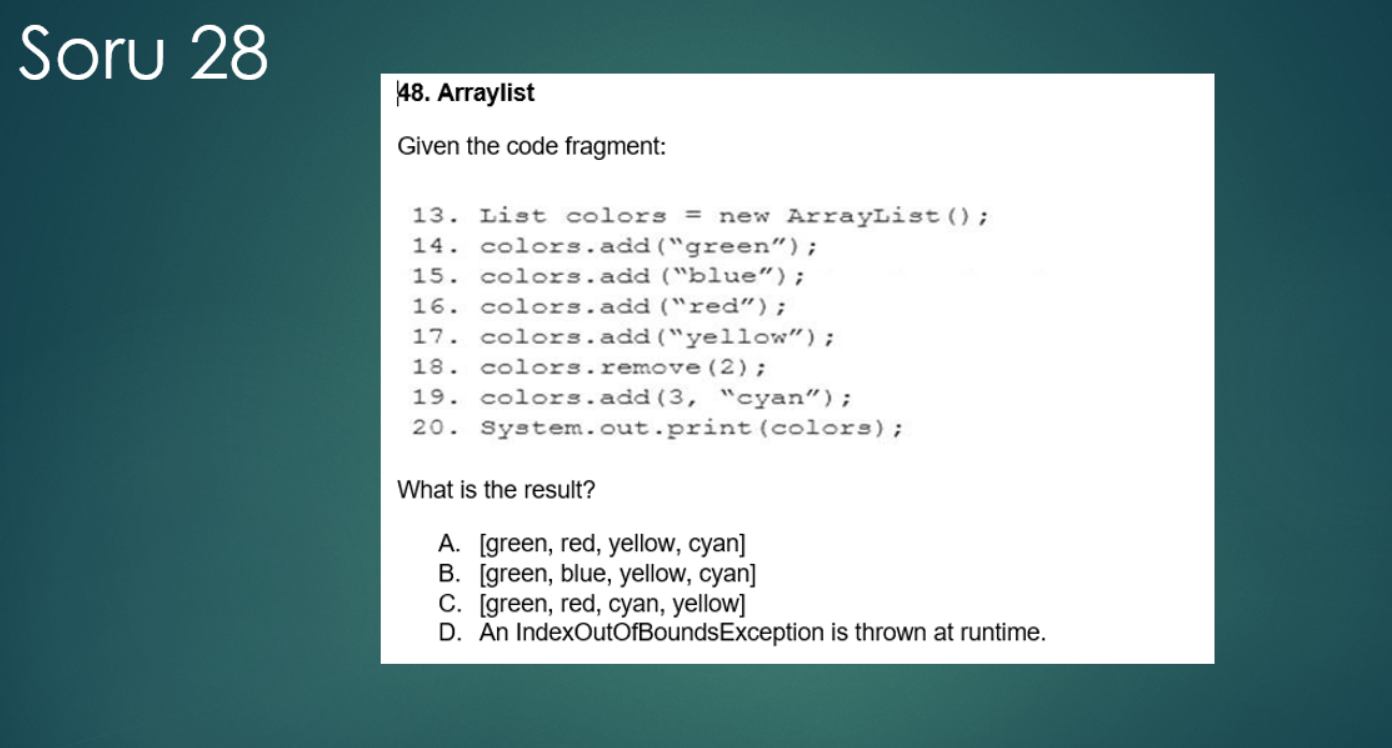 Soru 28
48. Arraylist
Given the code fragment:
13. List colors = new ArrayList();
14. colors.add(“green”);
15. colors.add (“blue”);
16. colors.add (“red”);
17. colors.add(“yellow”);
18. colors.remove(2);
19. colors.add(3, “cyan”);
20. System.out.print(colors);
What is the result?
A. [green, red, yellow, cyan]
B. [green, blue, yellow, cyan]
C. [green, red, cyan, yellow]
D. An IndexOutOfBoundsException is thrown at runtime.